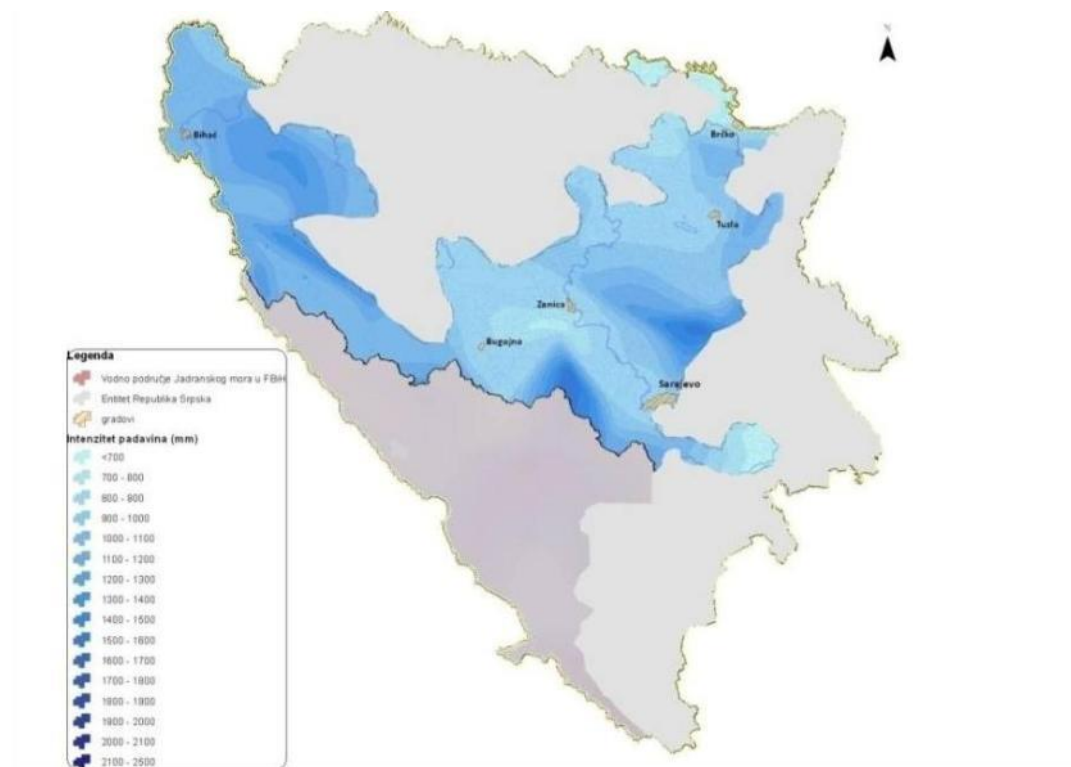 N
Bihać
Brčko
Tuzla
Zenica
Bugojno
Sarajevo
Legenda
Vodno područje Jadranskog mora u FBiH
Entitet Republika Srpska
gradovi
Intenzitet padavina (mm)
<700
700 - 800
800 - 800
900 - 1000
1000 - 1100
1100 - 1200
1200 - 1300
1300 - 1400
1400 - 1500
1500 - 1600
1600 - 1700
1700 - 1800
1800 - 1900
1900 - 2000
2000 - 2100
2100 - 2500